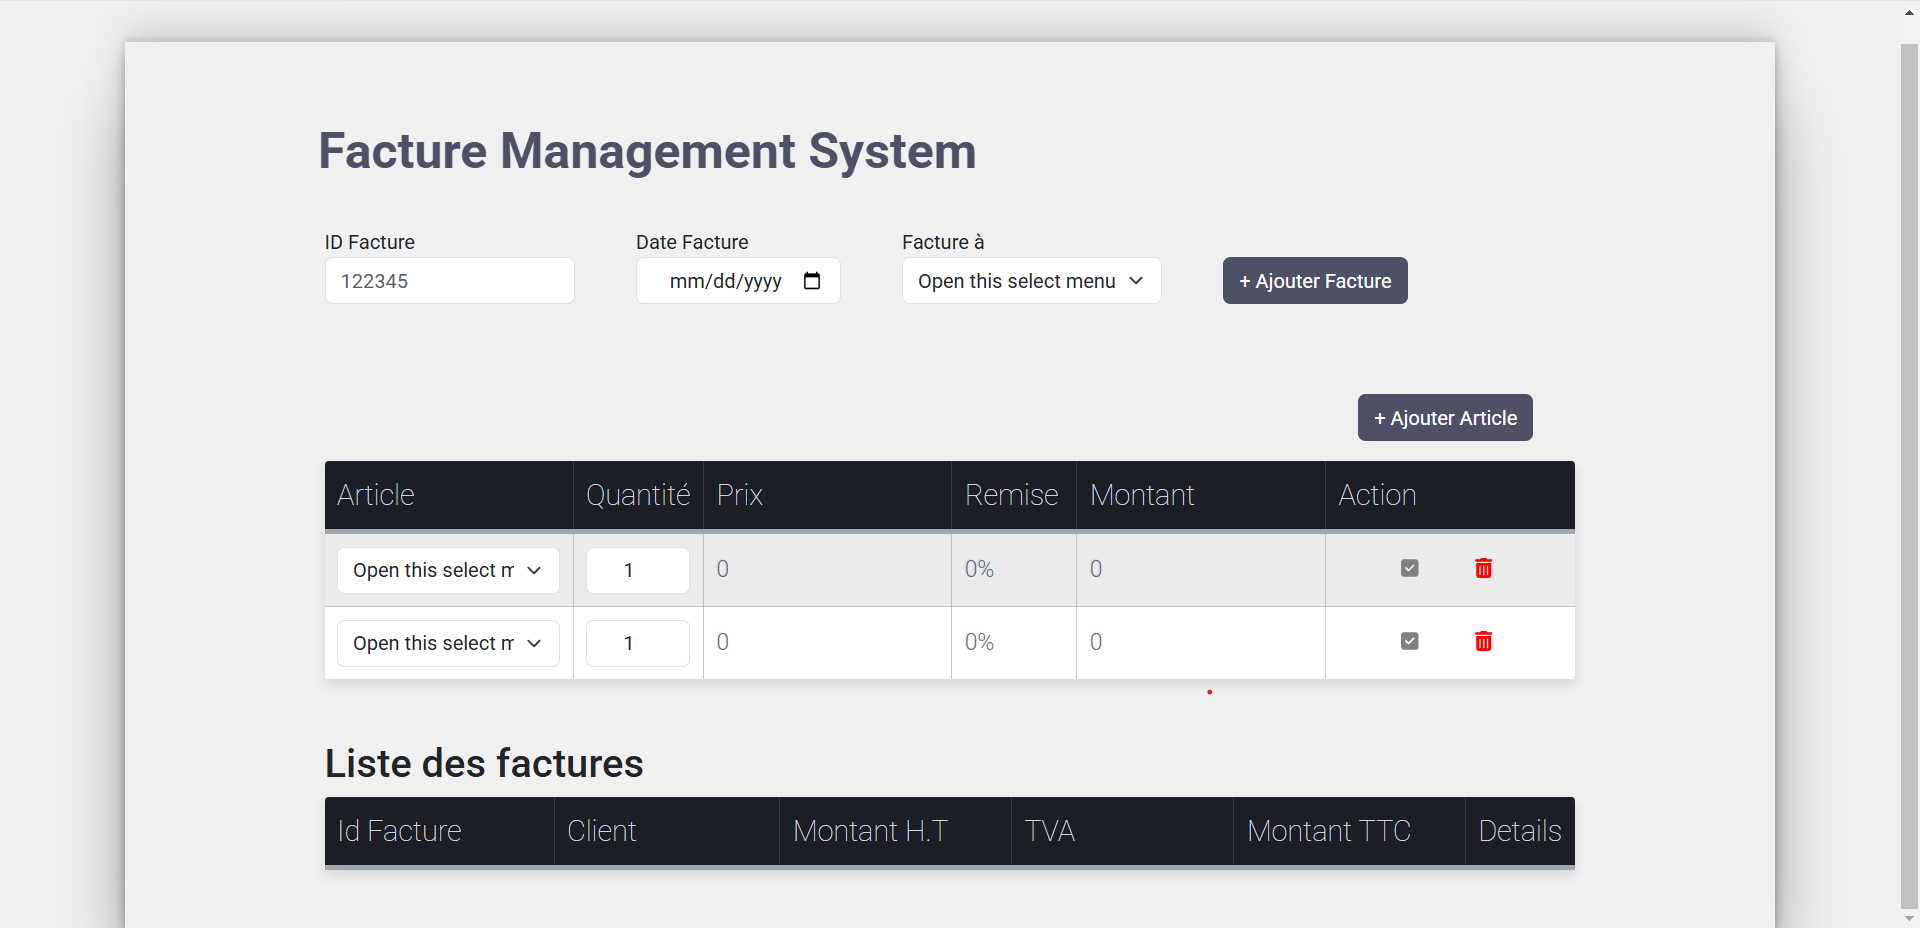 Facture Management System
ID Facture
Date Facture
Facture à
122345
mm/dd/yyyy
Open this select menu
+ Ajouter Facture
+ Ajouter Article
Article Quantité Prix Remise Montant Action
Open this select m 1 0 0% 0
Open this select m 1 0 0% 0
Liste des factures
Id Facture Client Montant H.T TVA Montant TTC Details